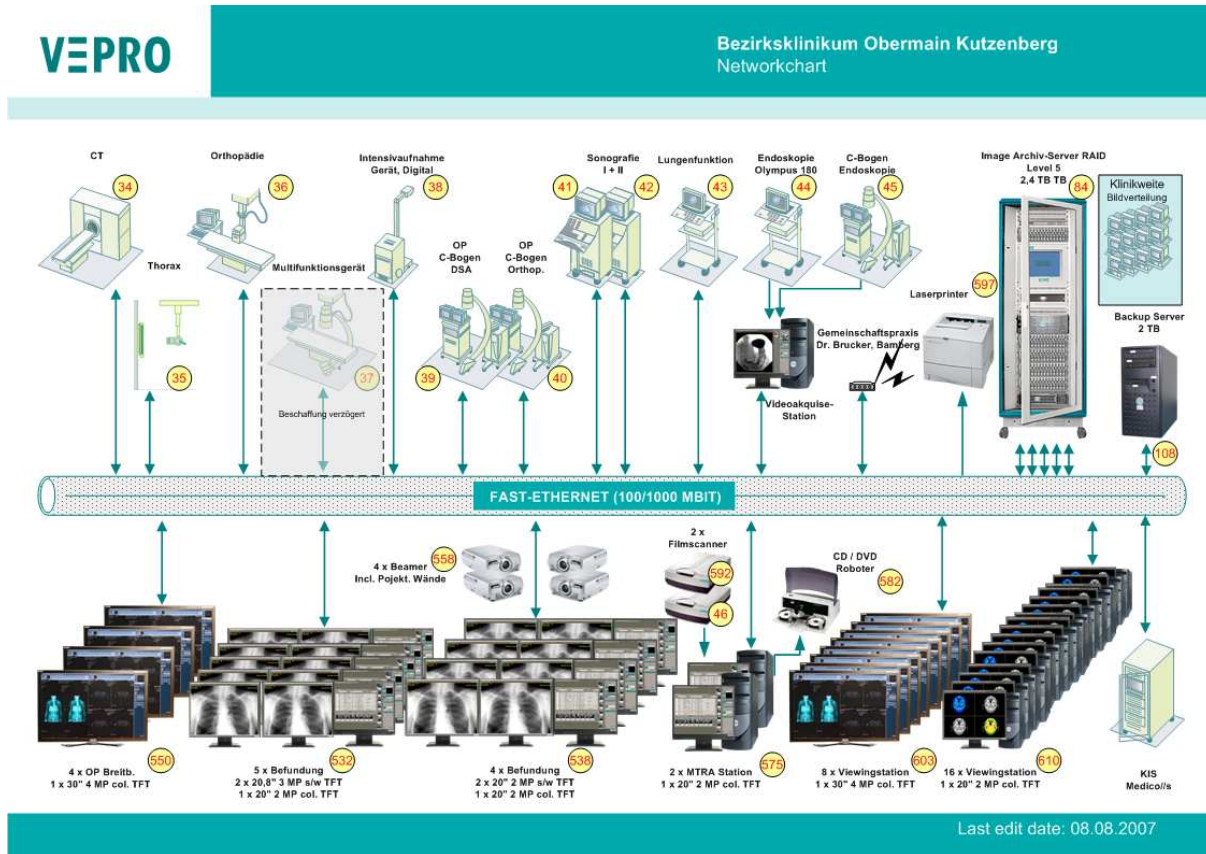 VEPRO
Bezirksklinikum Obermain Kutzenberg
Networkchart
CT
34
Orthopädie
36
Intensivaufnahme
Gerät, Digital
38
Sonografie
I + II
41
42
Lungenfunktion
43
Endoskopie
Olympus 180
44
C-Bogen
Endoskopie
45
Image Archiv-Server RAID
Level 5
2,4 TB TB
84
Klinikweite
Bildverteilung
Thorax
35
Multifunktionsgerät
37
Beschaffung verzögert
OP
C-Bogen
DSA
39
OP
C-Bogen
Orthop.
40
Videoakquise-
Station
Gemeinschaftspraxis
Dr. Brucker, Bamberg
Laserprinter
597
Backup Server
2 TB
108
FAST-ETHERNET (100/1000 MBIT)
4 x Beamer
Incl. Pojekt. Wände
558
2 x
Filmscanner
592
46
CD / DVD
Roboter
582
550
4 x OP Breitb.
1 x 30" 4 MP col. TFT
532
5 x Befundung
2 x 20,8" 3 MP s/w TFT
1 x 20" 2 MP col. TFT
538
4 x Befundung
2 x 20" 2 MP s/w TFT
1 x 20" 2 MP col. TFT
575
2 x MTRA Station
1 x 20" 2 MP col. TFT
603
8 x Viewingstation
1 x 30" 4 MP col. TFT
610
16 x Viewingstation
1 x 20" 2 MP col. TFT
KIS
Medico//s
Last edit date: 08.08.2007